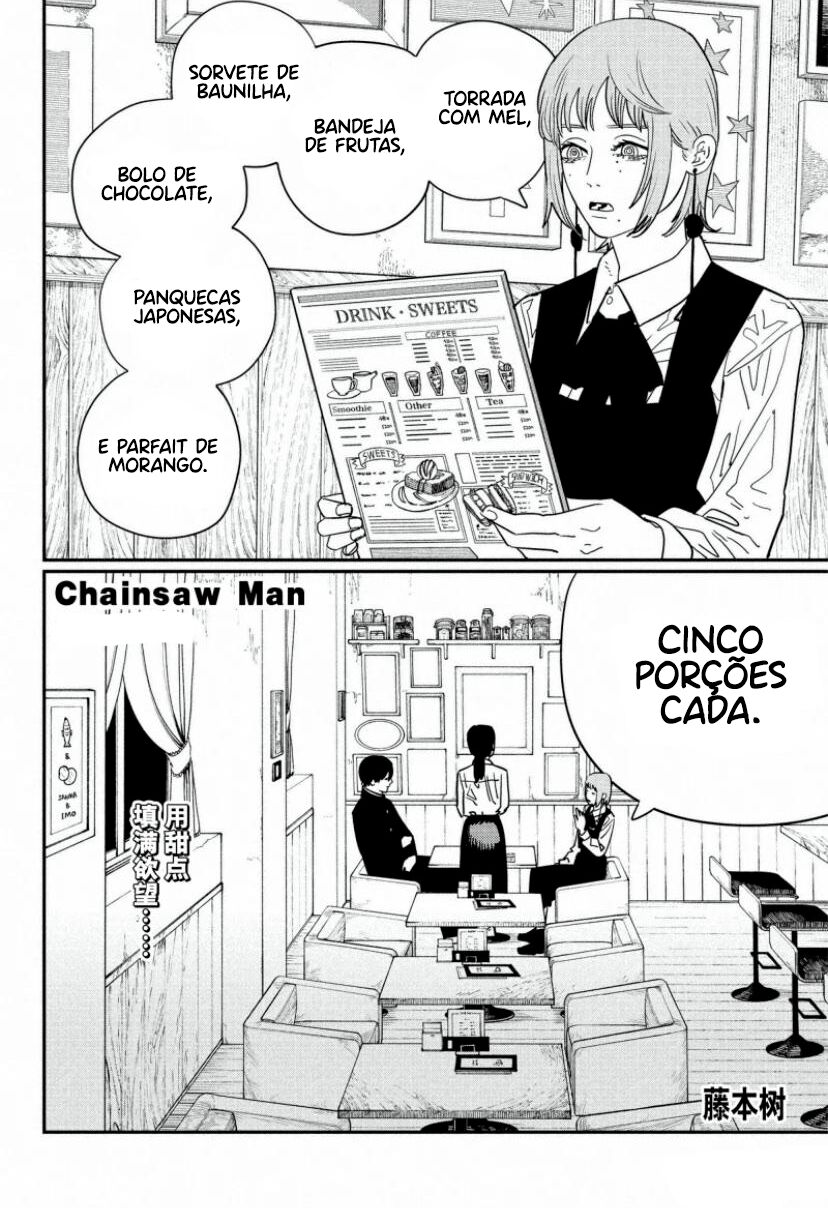 TORRADA
COM MEL,
BANDEJA
DE FRUTAS,
SORVETE DE
BAUNILHA,
BOLO DE
CHOCOLATE,
PANQUECAS
JAPONESAS,
E PARFAIT DE
MORANGO.
DRINK · SWEETS
COFFEE
Smoothie
Other
Tea
SWEETS
SANDWICH
Chainsaw Man
CINCO
PORÇÕES
CADA.
&
IMO
用甜点
填满欲望……
藤本树